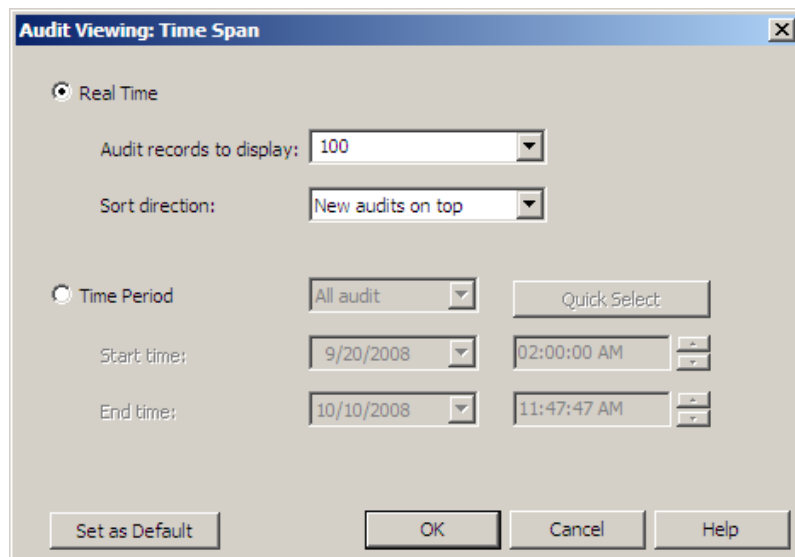 Audit Viewing: Time Span
Real Time
Audit records to display: 100
Sort direction: New audits on top
Time Period All audit Quick Select
Start time: 9/20/2008 02:00:00 AM
End time: 10/10/2008 11:47:47 AM
Set as Default OK Cancel Help